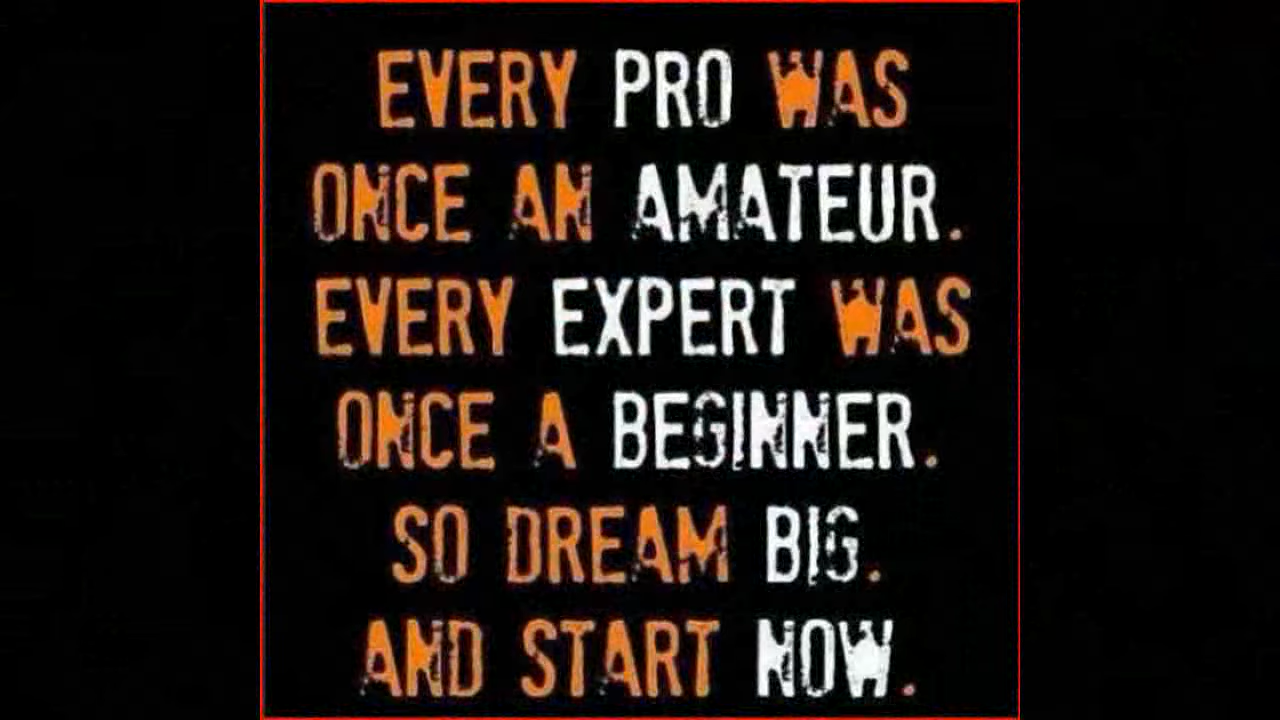 EVERY PRO WAS
ONCE AN AMATEUR.
EVERY EXPERT WAS
ONCE A BEGINNER.
SO DREAM BIG.
AND START NOW.